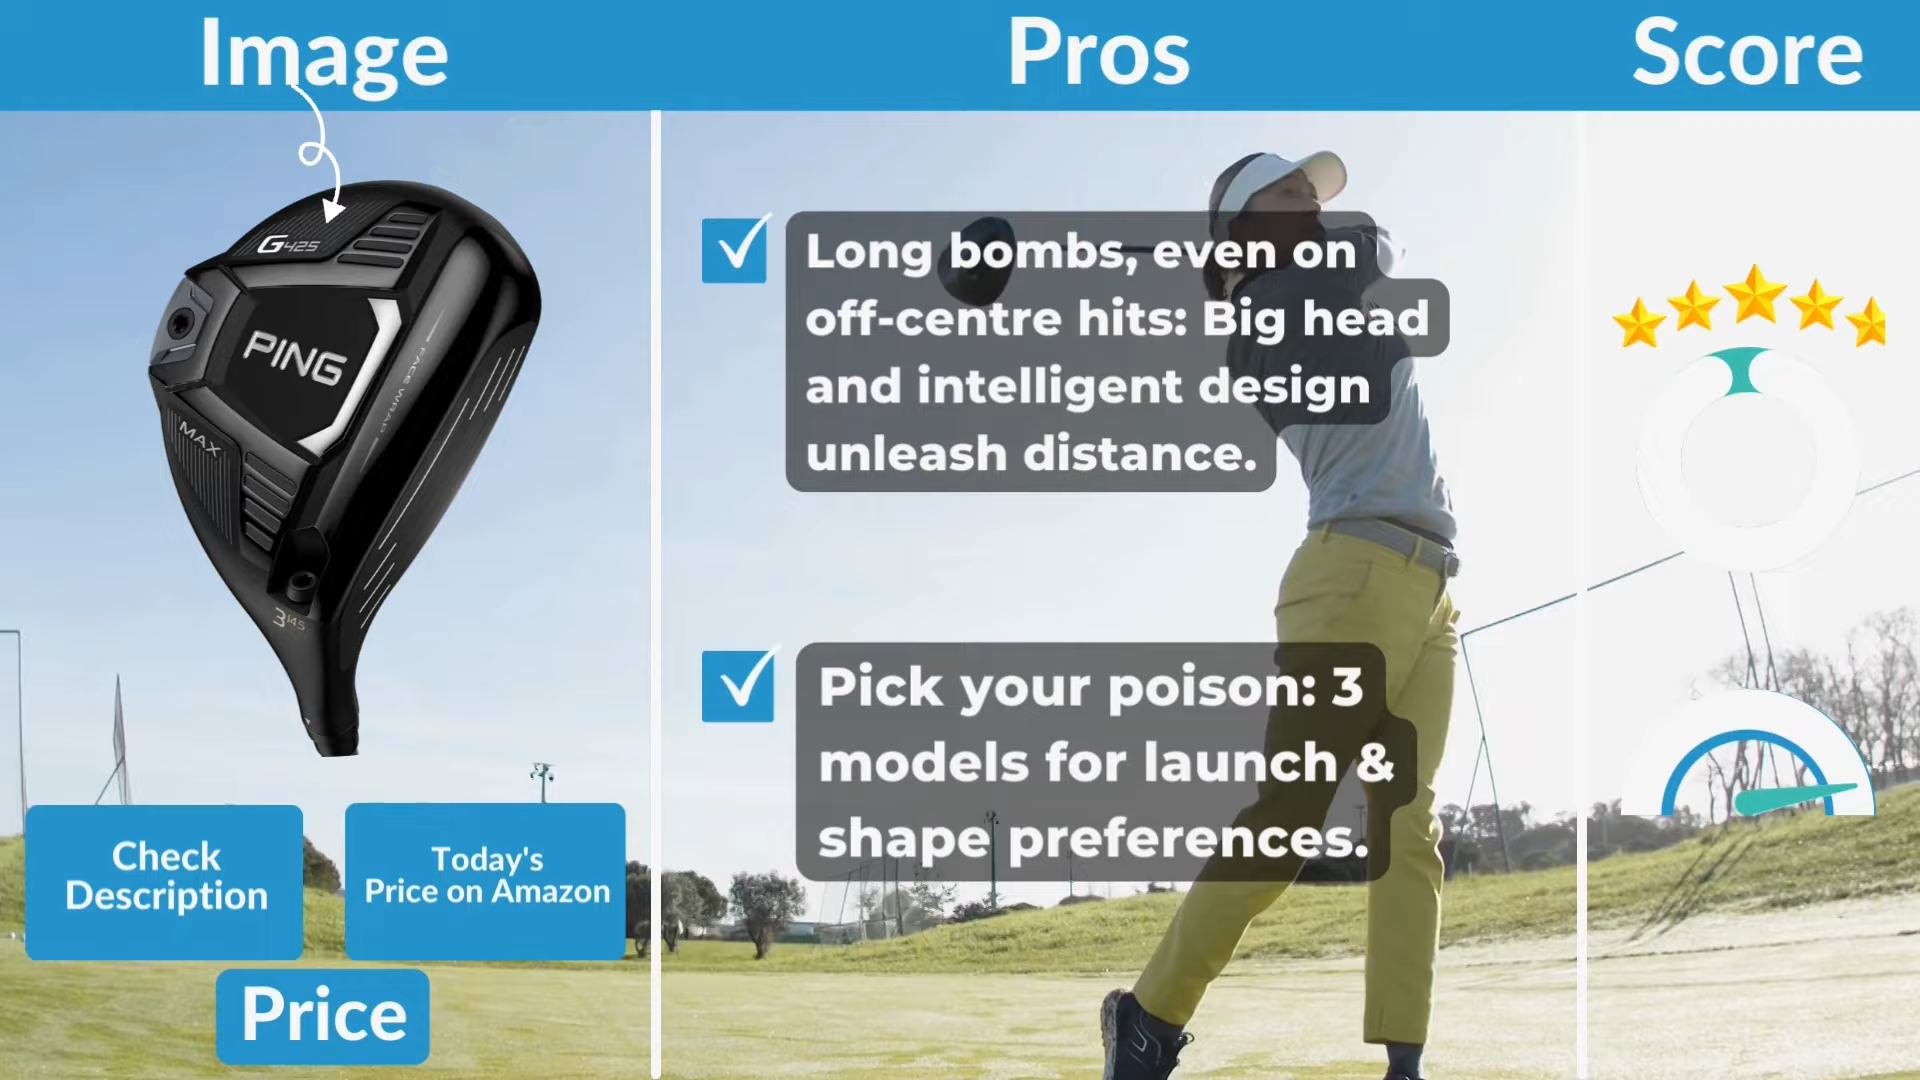 Image
Pros
Score
G425
PING
FACE WRAP
MAX
3 14.5°
Long bombs, even on
off-centre hits: Big head
and intelligent design
unleash distance.
Pick your poison: 3
models for launch &
shape preferences.
Check
Description
Today's
Price on Amazon
Price